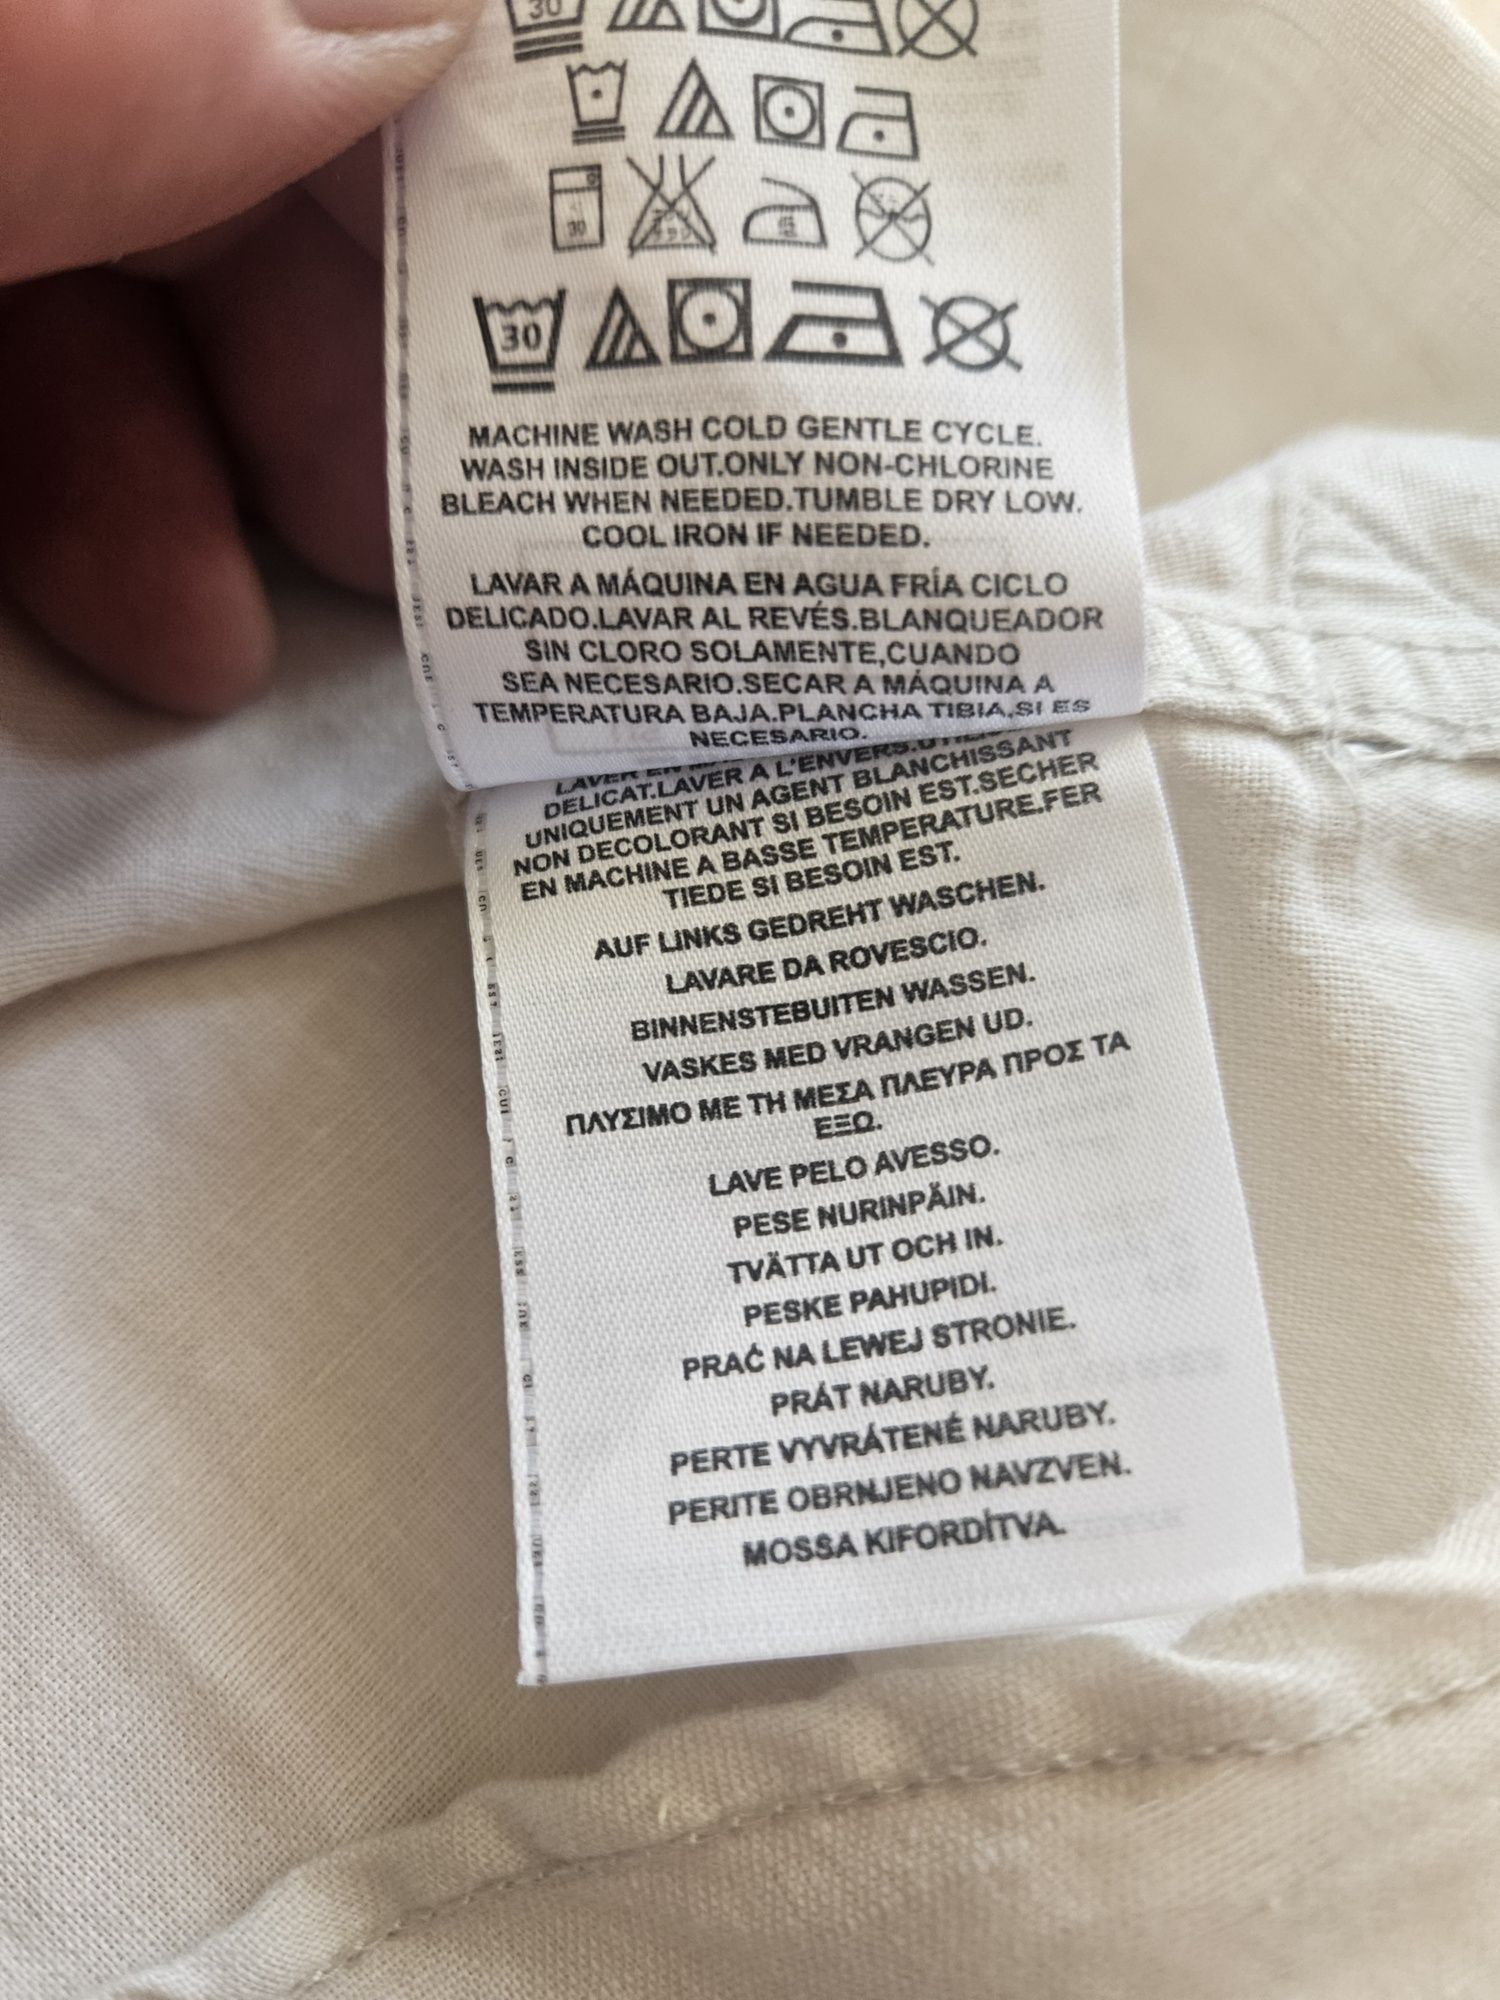 30
30
30
MACHINE WASH COLD GENTLE CYCLE.
WASH INSIDE OUT.ONLY NON-CHLORINE
BLEACH WHEN NEEDED.TUMBLE DRY LOW.
COOL IRON IF NEEDED.
LAVAR A MÁQUINA EN AGUA FRÍA CICLO
DELICADO.LAVAR AL REVÉS.BLANQUEADOR
SIN CLORO SOLAMENTE,CUANDO
SEA NECESARIO.SECAR A MÁQUINA A
TEMPERATURA BAJA.PLANCHA TIBIA,SI ES
NECESARIO.
LAVER EN
DELICAT.LAVER A L'ENVERS.
UNIQUEMENT UN AGENT BLANCHISSANT
NON DECOLORANT SI BESOIN EST.SECHER
EN MACHINE A BASSE TEMPERATURE.FER
TIEDE SI BESOIN EST.
AUF LINKS GEDREHT WASCHEN.
LAVARE DA ROVESCIO.
BINNENSTEBUITEN WASSEN.
VASKES MED VRANGEN UD.
ΠΛΥΣΙΜΟ ΜΕ ΤΗ ΜΕΣΑ ΠΛΕΥΡΑ ΠΡΟΣ ΤΑ
ΕΞΩ.
LAVE PELO AVESSO.
PESE NURINPÄIN.
TVÄTTA UT OCH IN.
PESKE PAHUPIDI.
PRAĆ NA LEWEJ STRONIE.
PRÁT NARUBY.
PERTE VYVRÁTENÉ NARUBY.
PERITE OBRNJENO NAVZVEN.
MOSSA KIFORDÍTVA.